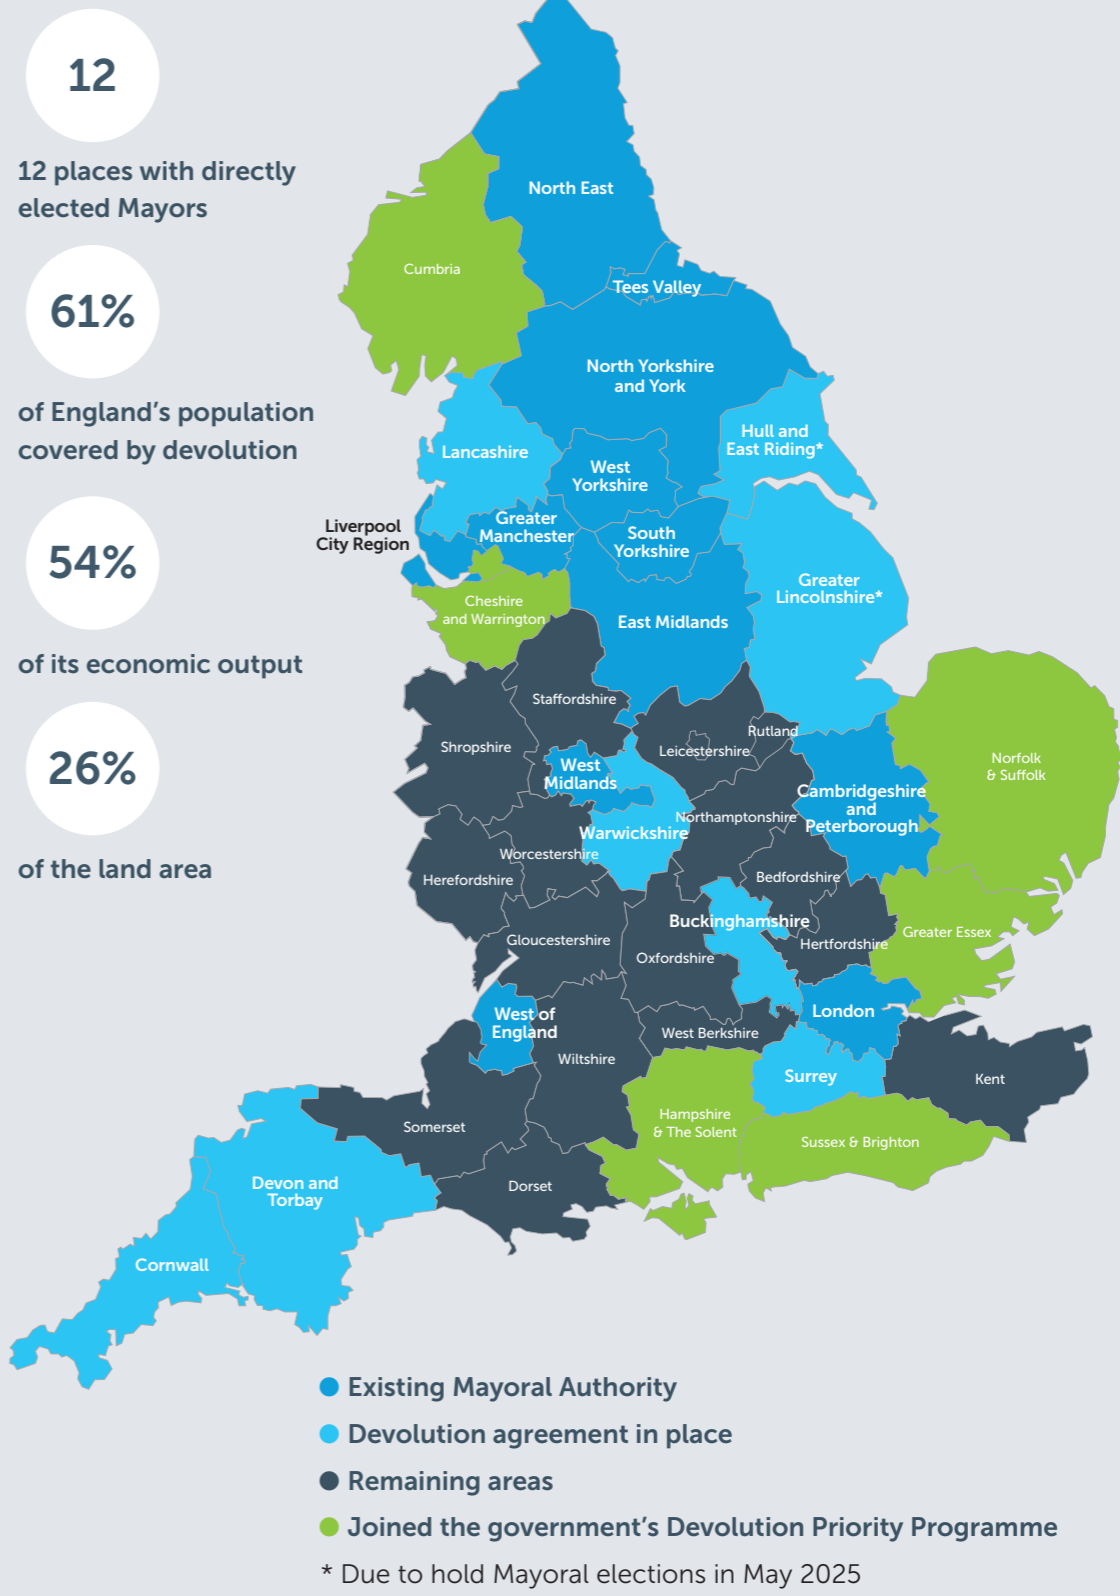 12
12 places with directly
elected Mayors
61%
of England’s population
covered by devolution
54%
of its economic output
26%
of the land area
North East
Cumbria
Tees Valley
North Yorkshire
and York
Hull and
East Riding*
Lancashire
West
Yorkshire
Liverpool
City Region
Greater
Manchester
South
Yorkshire
Greater
Lincolnshire*
Cheshire
and Warrington
East Midlands
Staffordshire
Shropshire
Leicestershire
Rutland
Norfolk
& Suffolk
West
Midlands
Cambridgeshire
and
Peterborough
Northamptonshire
Warwickshire
Worcestershire
Herefordshire
Bedfordshire
Buckinghamshire
Gloucestershire
Hertfordshire
Greater Essex
Oxfordshire
London
West of
England
West Berkshire
Wiltshire
Surrey
Kent
Hampshire
& The Solent
Somerset
Sussex & Brighton
Devon and
Torbay
Dorset
Cornwall
Existing Mayoral Authority
Devolution agreement in place
Remaining areas
Joined the government’s Devolution Priority Programme
* Due to hold Mayoral elections in May 2025